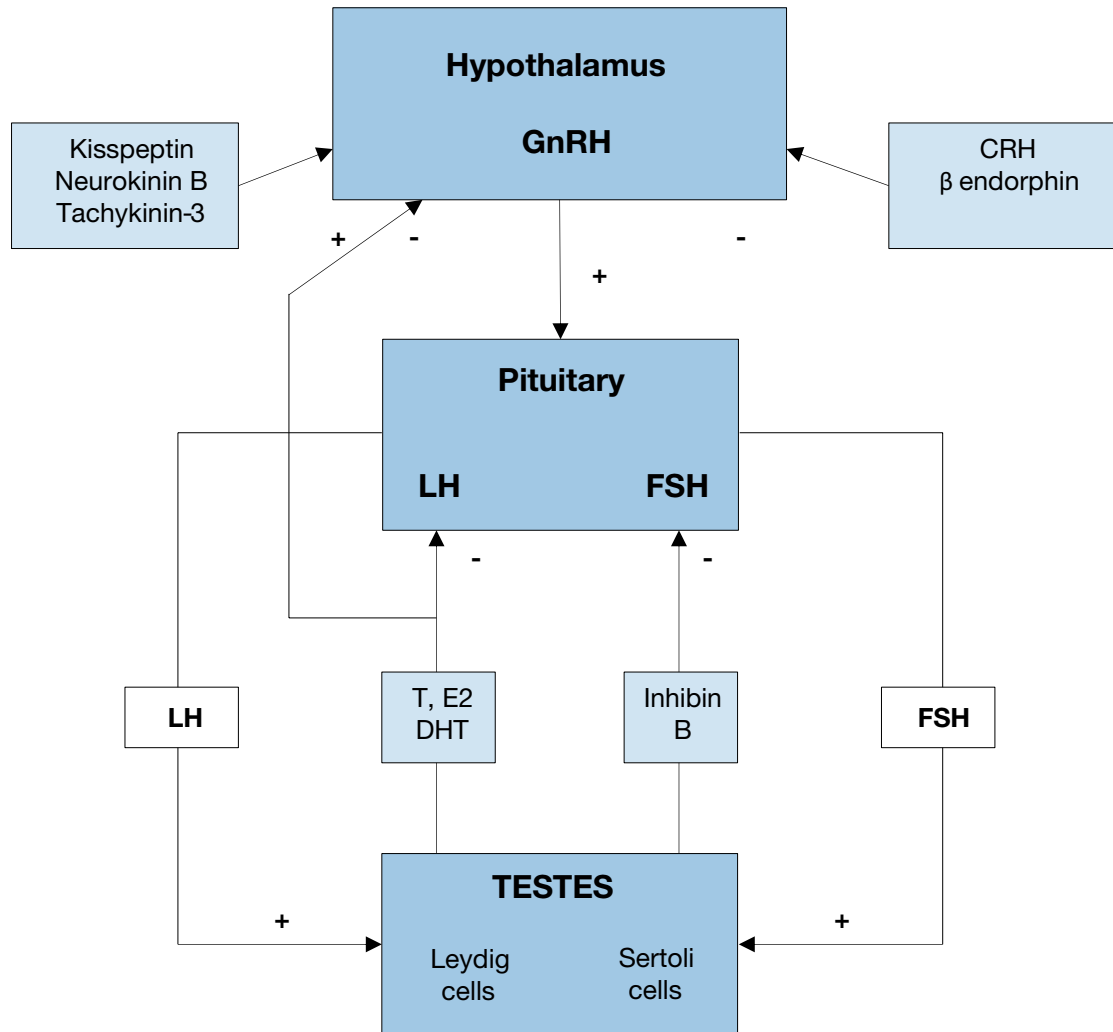 Hypothalamus
GnRH
Kisspeptin
Neurokinin B
Tachykinin-3
CRH
β endorphin
+
-
-
+
Pituitary
LH
FSH
-
-
T, E2
DHT
Inhibin
B
LH
FSH
TESTES
+
+
Leydig
cells
Sertoli
cells